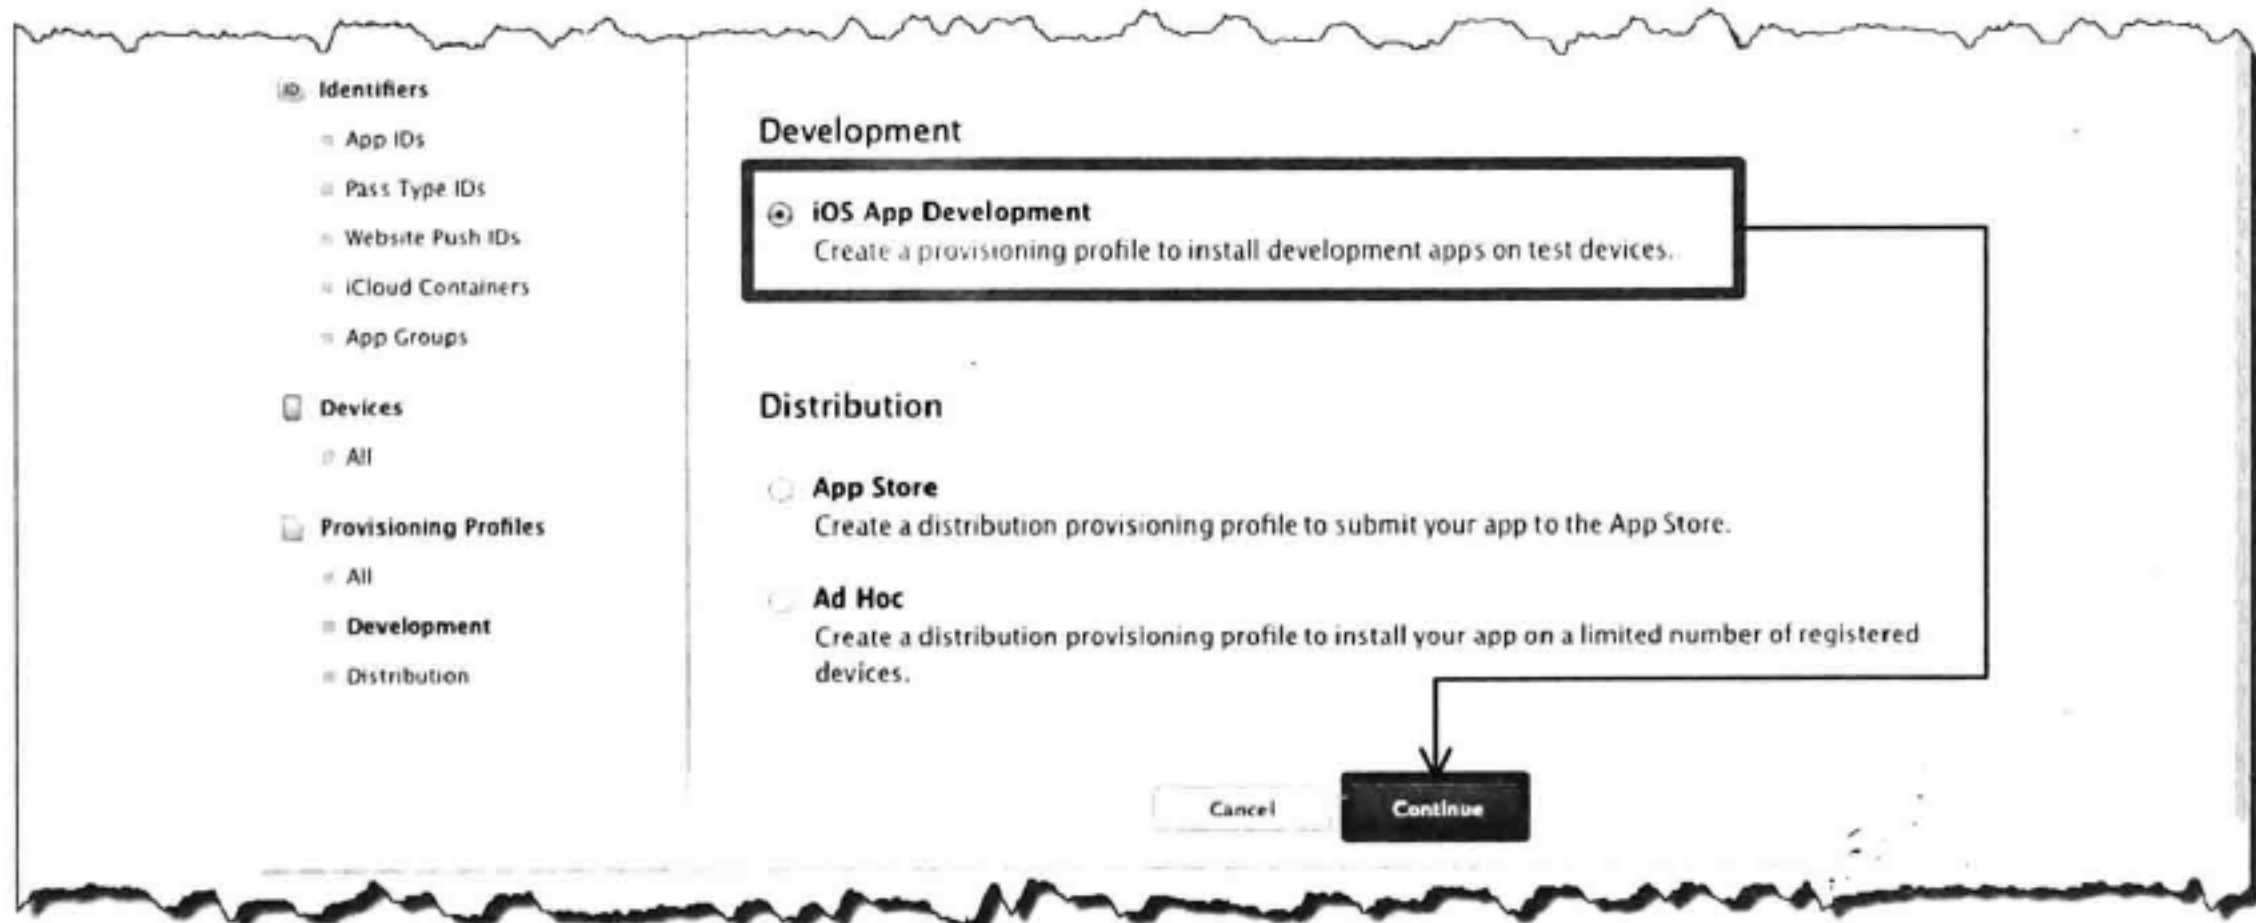 Identifiers
App IDs
Pass Type IDs
Website Push IDs
iCloud Containers
App Groups
Devices
All
Provisioning Profiles
All
Development
Distribution
Development
iOS App Development
Create a provisioning profile to install development apps on test devices.
Distribution
App Store
Create a distribution provisioning profile to submit your app to the App Store.
Ad Hoc
Create a distribution provisioning profile to install your app on a limited number of registered
devices.
Cancel
Continue